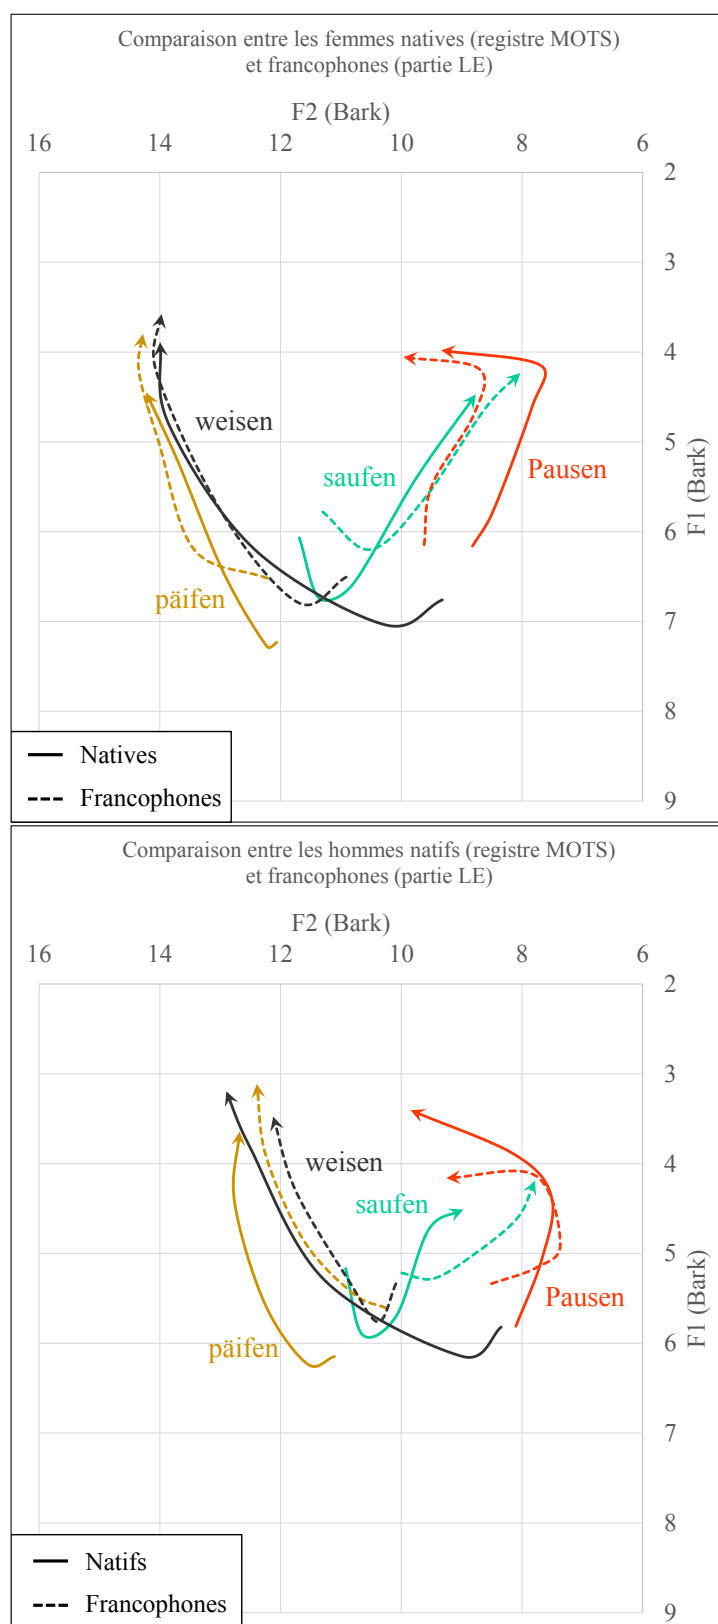 Comparaison entre les femmes natives (registre MOTS)
et francophones (partie LE)
F2 (Bark)
16 14 12 10 8 6
2
3
4
weisen
5
saufen
Pausen
F1 (Bark)
6
päifen
7
8
Natives
Francophones
9
Comparaison entre les hommes natifs (registre MOTS)
et francophones (partie LE)
F2 (Bark)
16 14 12 10 8 6
2
3
4
weisen
saufen
5
Pausen
F1 (Bark)
päifen
6
7
8
Natifs
Francophones
9